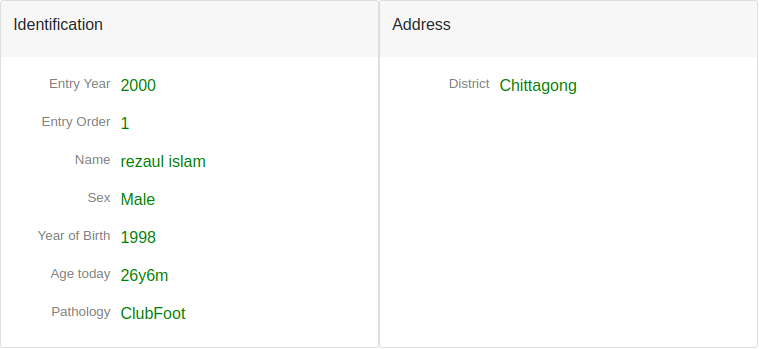 Identification
Entry Year 2000
Entry Order 1
Name rezaul islam
Sex Male
Year of Birth 1998
Age today 26y6m
Pathology ClubFoot
Address
District Chittagong